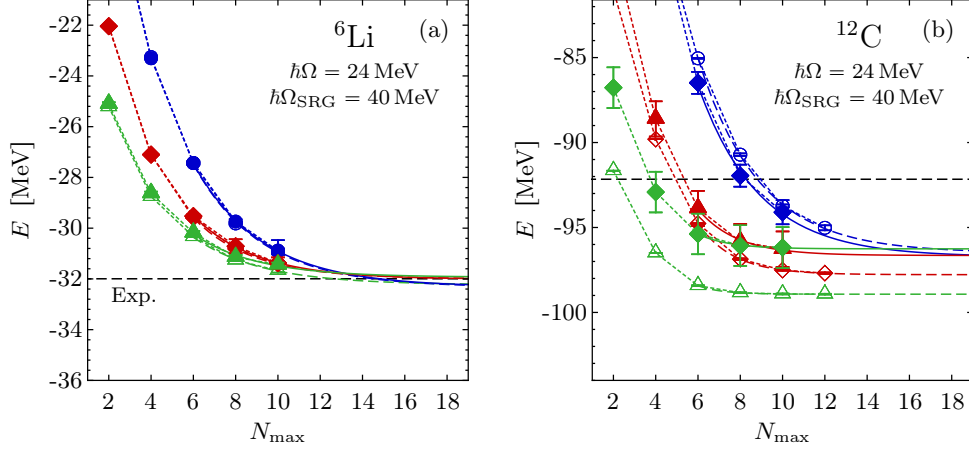 ⁶Li (a)
ħΩ = 24 MeV
ħΩSRG = 40 MeV
E [MeV]
-22
-24
-26
-28
-30
-32
-34
-36
Exp.
2 4 6 8 10 12 14 16 18
Nmax
¹²C (b)
ħΩ = 24 MeV
ħΩSRG = 40 MeV
E [MeV]
-85
-90
-95
-100
2 4 6 8 10 12 14 16 18
Nmax